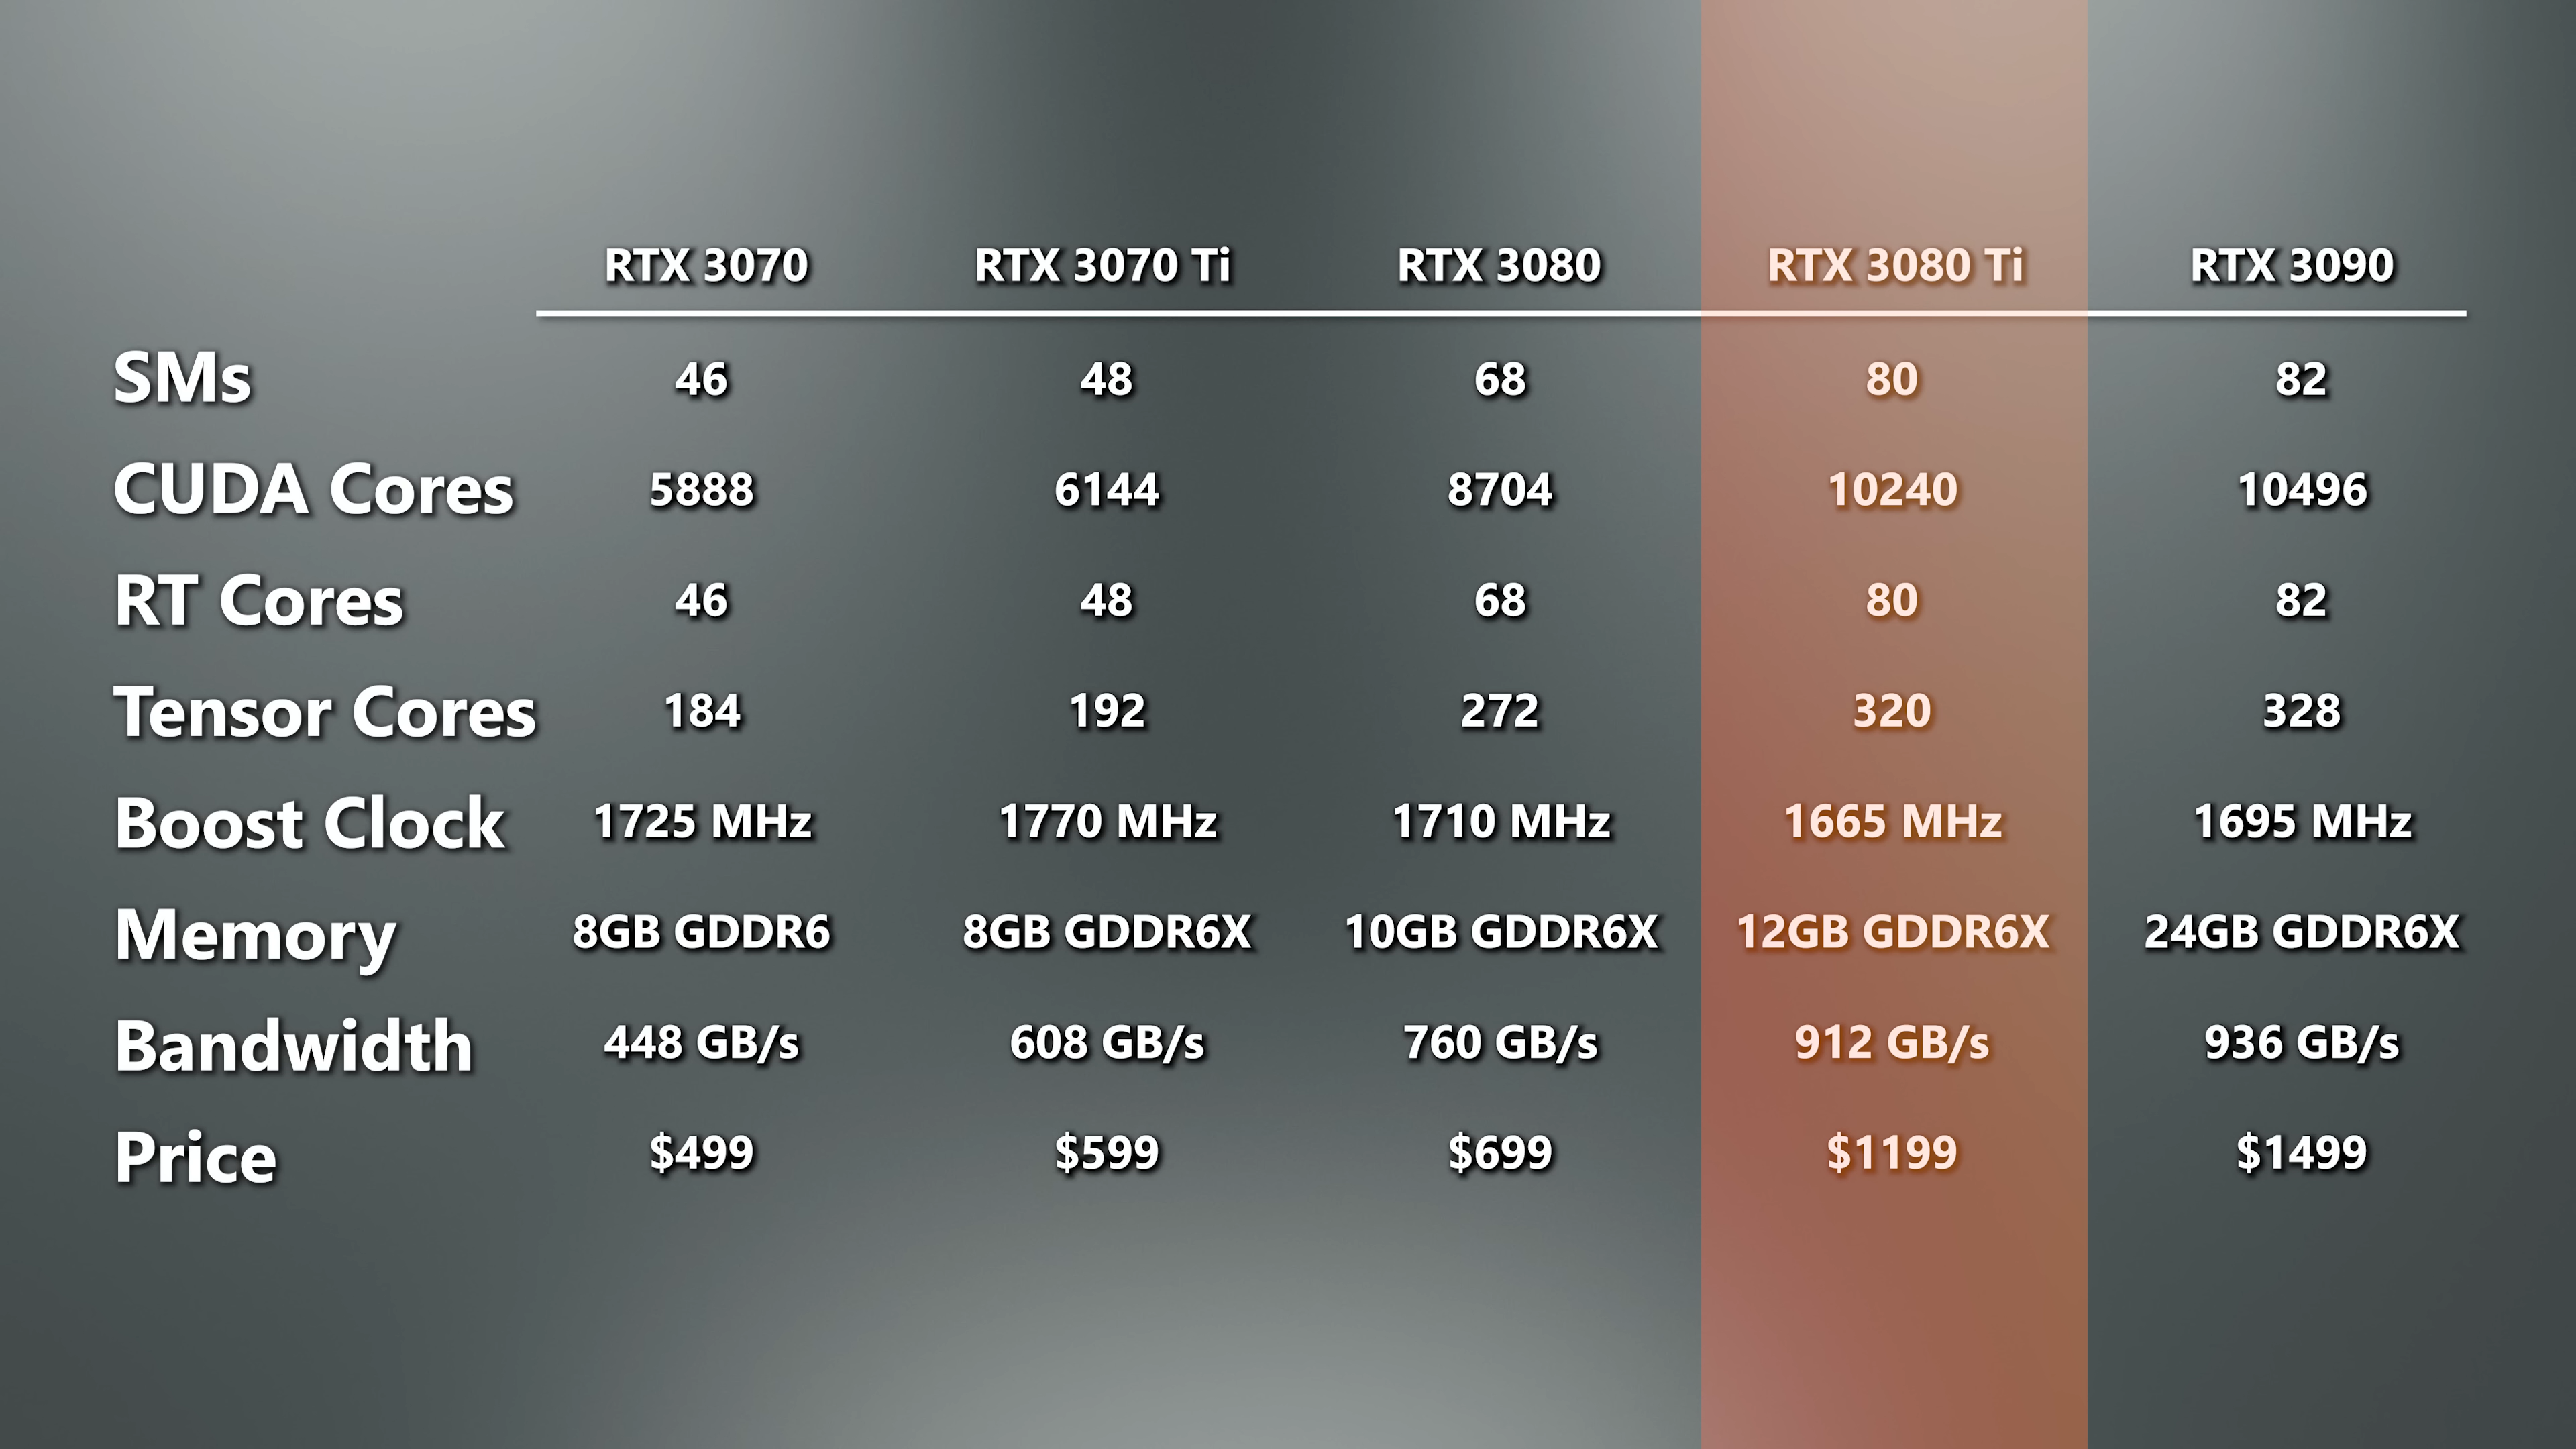 RTX 3070 RTX 3070 Ti RTX 3080 RTX 3080 Ti RTX 3090
SMs 46 48 68 80 82
CUDA Cores 5888 6144 8704 10240 10496
RT Cores 46 48 68 80 82
Tensor Cores 184 192 272 320 328
Boost Clock 1725 MHz 1770 MHz 1710 MHz 1665 MHz 1695 MHz
Memory 8GB GDDR6 8GB GDDR6X 10GB GDDR6X 12GB GDDR6X 24GB GDDR6X
Bandwidth 448 GB/s 608 GB/s 760 GB/s 912 GB/s 936 GB/s
Price $499 $599 $699 $1199 $1499